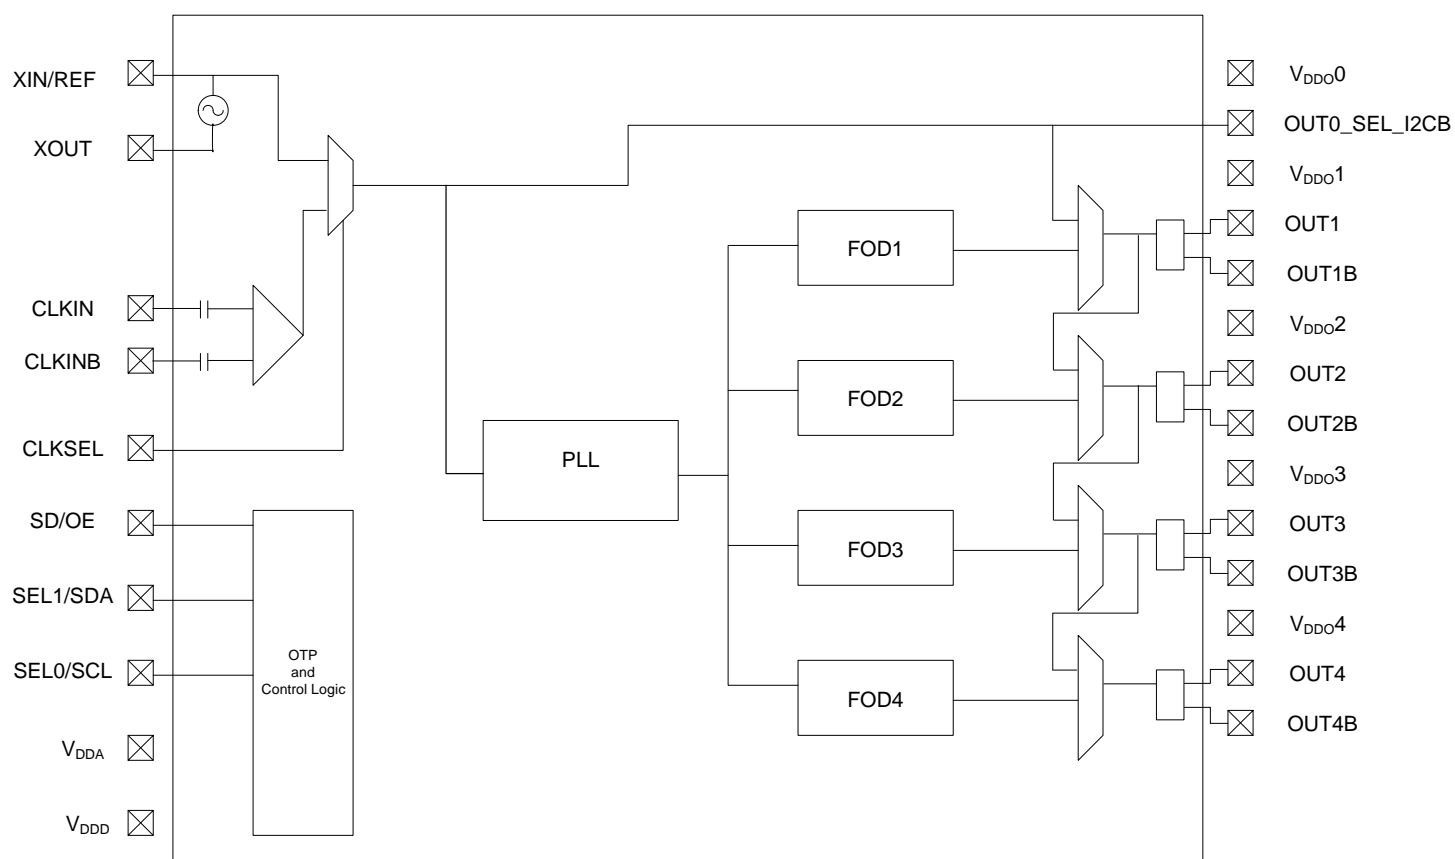 XIN/REF
XOUT
CLKIN
CLKINB
CLKSEL
SD/OE
SEL1/SDA
SEL0/SCL
VDDA
VDDD
OTP
and
Control Logic
PLL
FOD1
FOD2
FOD3
FOD4
VDDO0
OUT0_SEL_I2CB
VDDO1
OUT1
OUT1B
VDDO2
OUT2
OUT2B
VDDO3
OUT3
OUT3B
VDDO4
OUT4
OUT4B